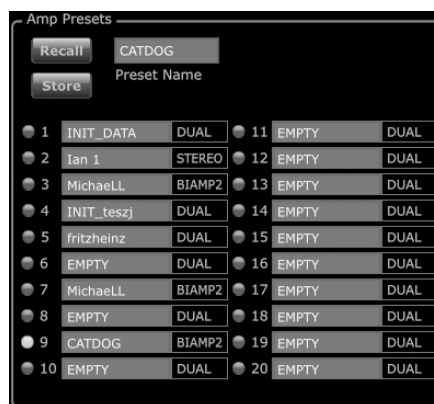 Amp Presets
Recall CATDOG
Preset Name
Store
1 INIT_DATA DUAL 11 EMPTY DUAL
2 Ian 1 STEREO 12 EMPTY DUAL
3 MichaeLL BIAMP2 13 EMPTY DUAL
4 INIT_teszj DUAL 14 EMPTY DUAL
5 fritzheinz DUAL 15 EMPTY DUAL
6 EMPTY DUAL 16 EMPTY DUAL
7 MichaeLL BIAMP2 17 EMPTY DUAL
8 EMPTY DUAL 18 EMPTY DUAL
9 CATDOG BIAMP2 19 EMPTY DUAL
10 EMPTY DUAL 20 EMPTY DUAL